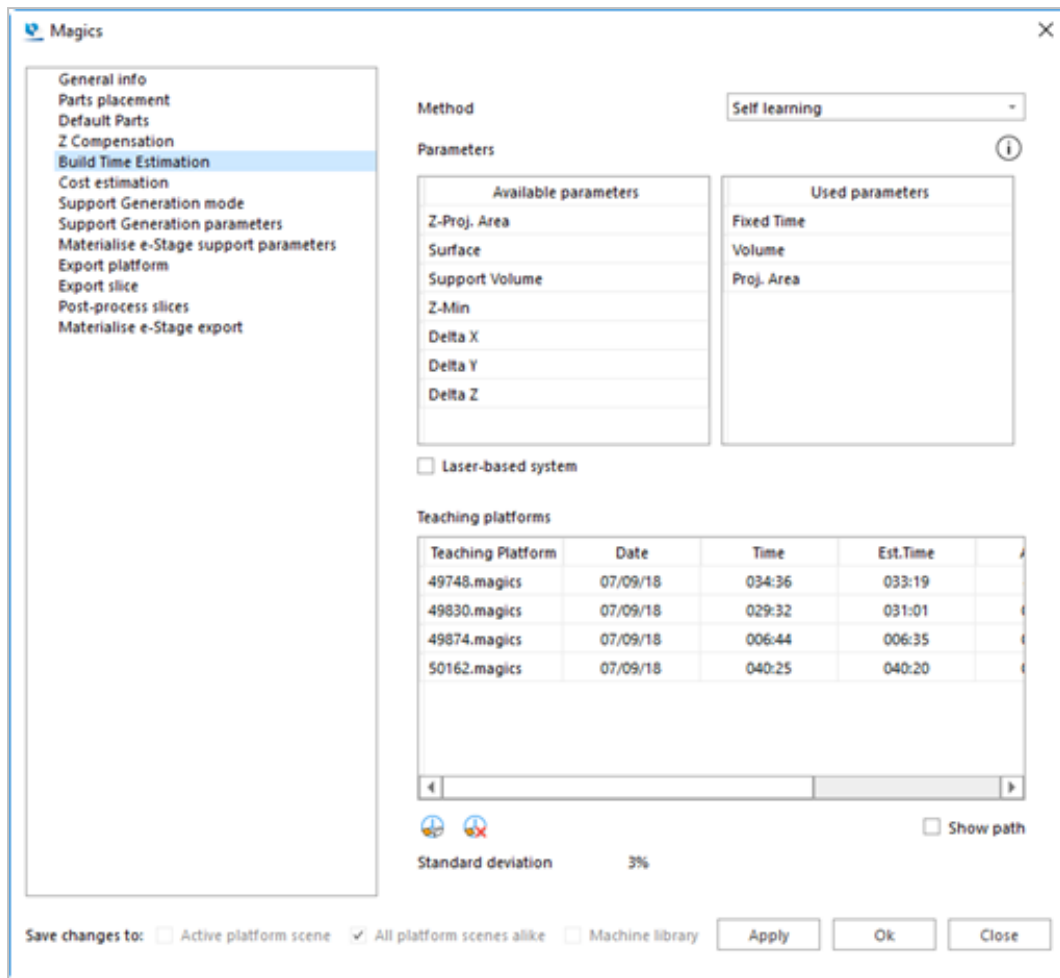 Magics
General info
Parts placement
Default Parts
Z Compensation
Build Time Estimation
Cost estimation
Support Generation mode
Support Generation parameters
Materialise e-Stage support parameters
Export platform
Export slice
Post-process slices
Materialise e-Stage export
Method Self learning
Parameters
Available parameters Used parameters
Z-Proj. Area Fixed Time
Surface Volume
Support Volume Proj. Area
Z-Min
Delta X
Delta Y
Delta Z
Laser-based system
Teaching platforms
Teaching Platform Date Time Est.Time
49748.magics 07/09/18 034:36 033:19
49830.magics 07/09/18 029:32 031:01
49874.magics 07/09/18 006:44 006:35
50162.magics 07/09/18 040:25 040:20
Show path
Standard deviation 3%
Save changes to: Active platform scene All platform scenes alike Machine library Apply Ok Close